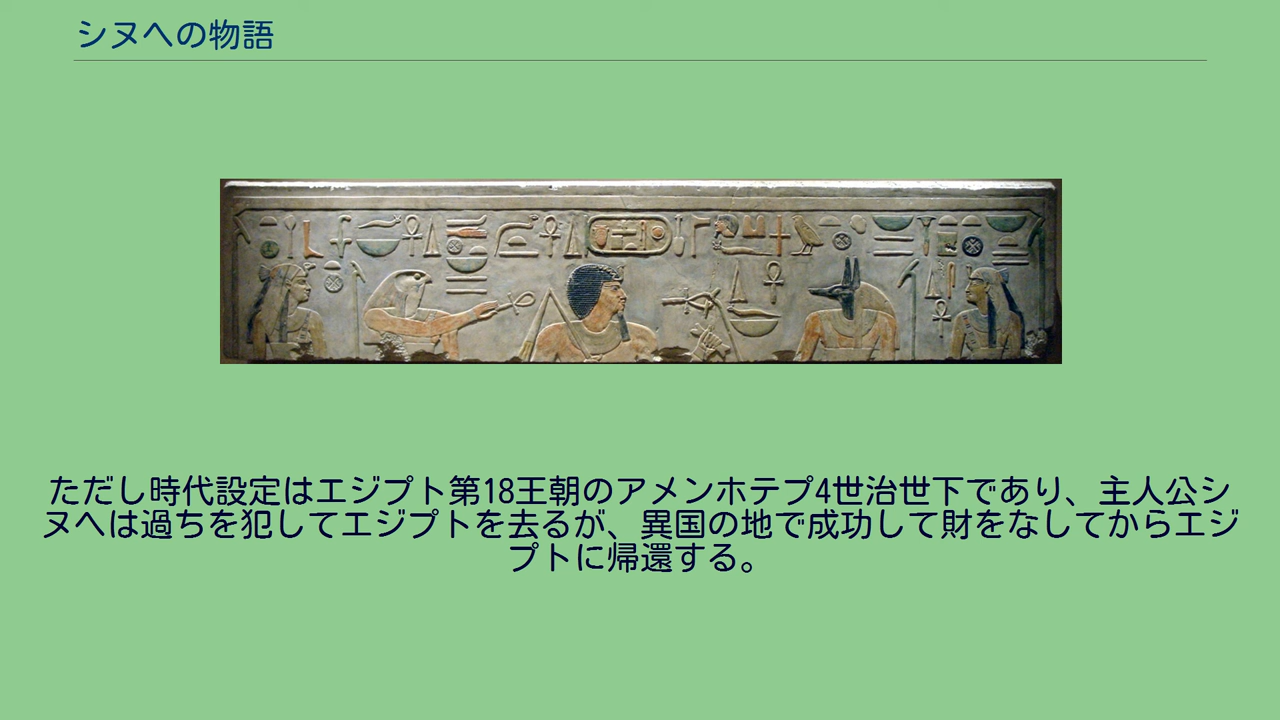 シヌヘの物語
ただし時代設定はエジプト第18王朝のアメンホテプ4世治世下であり、主人公シ
ヌヘは過ちを犯してエジプトを去るが、異国の地で成功して財をなしてからエジ
プトに帰還する。